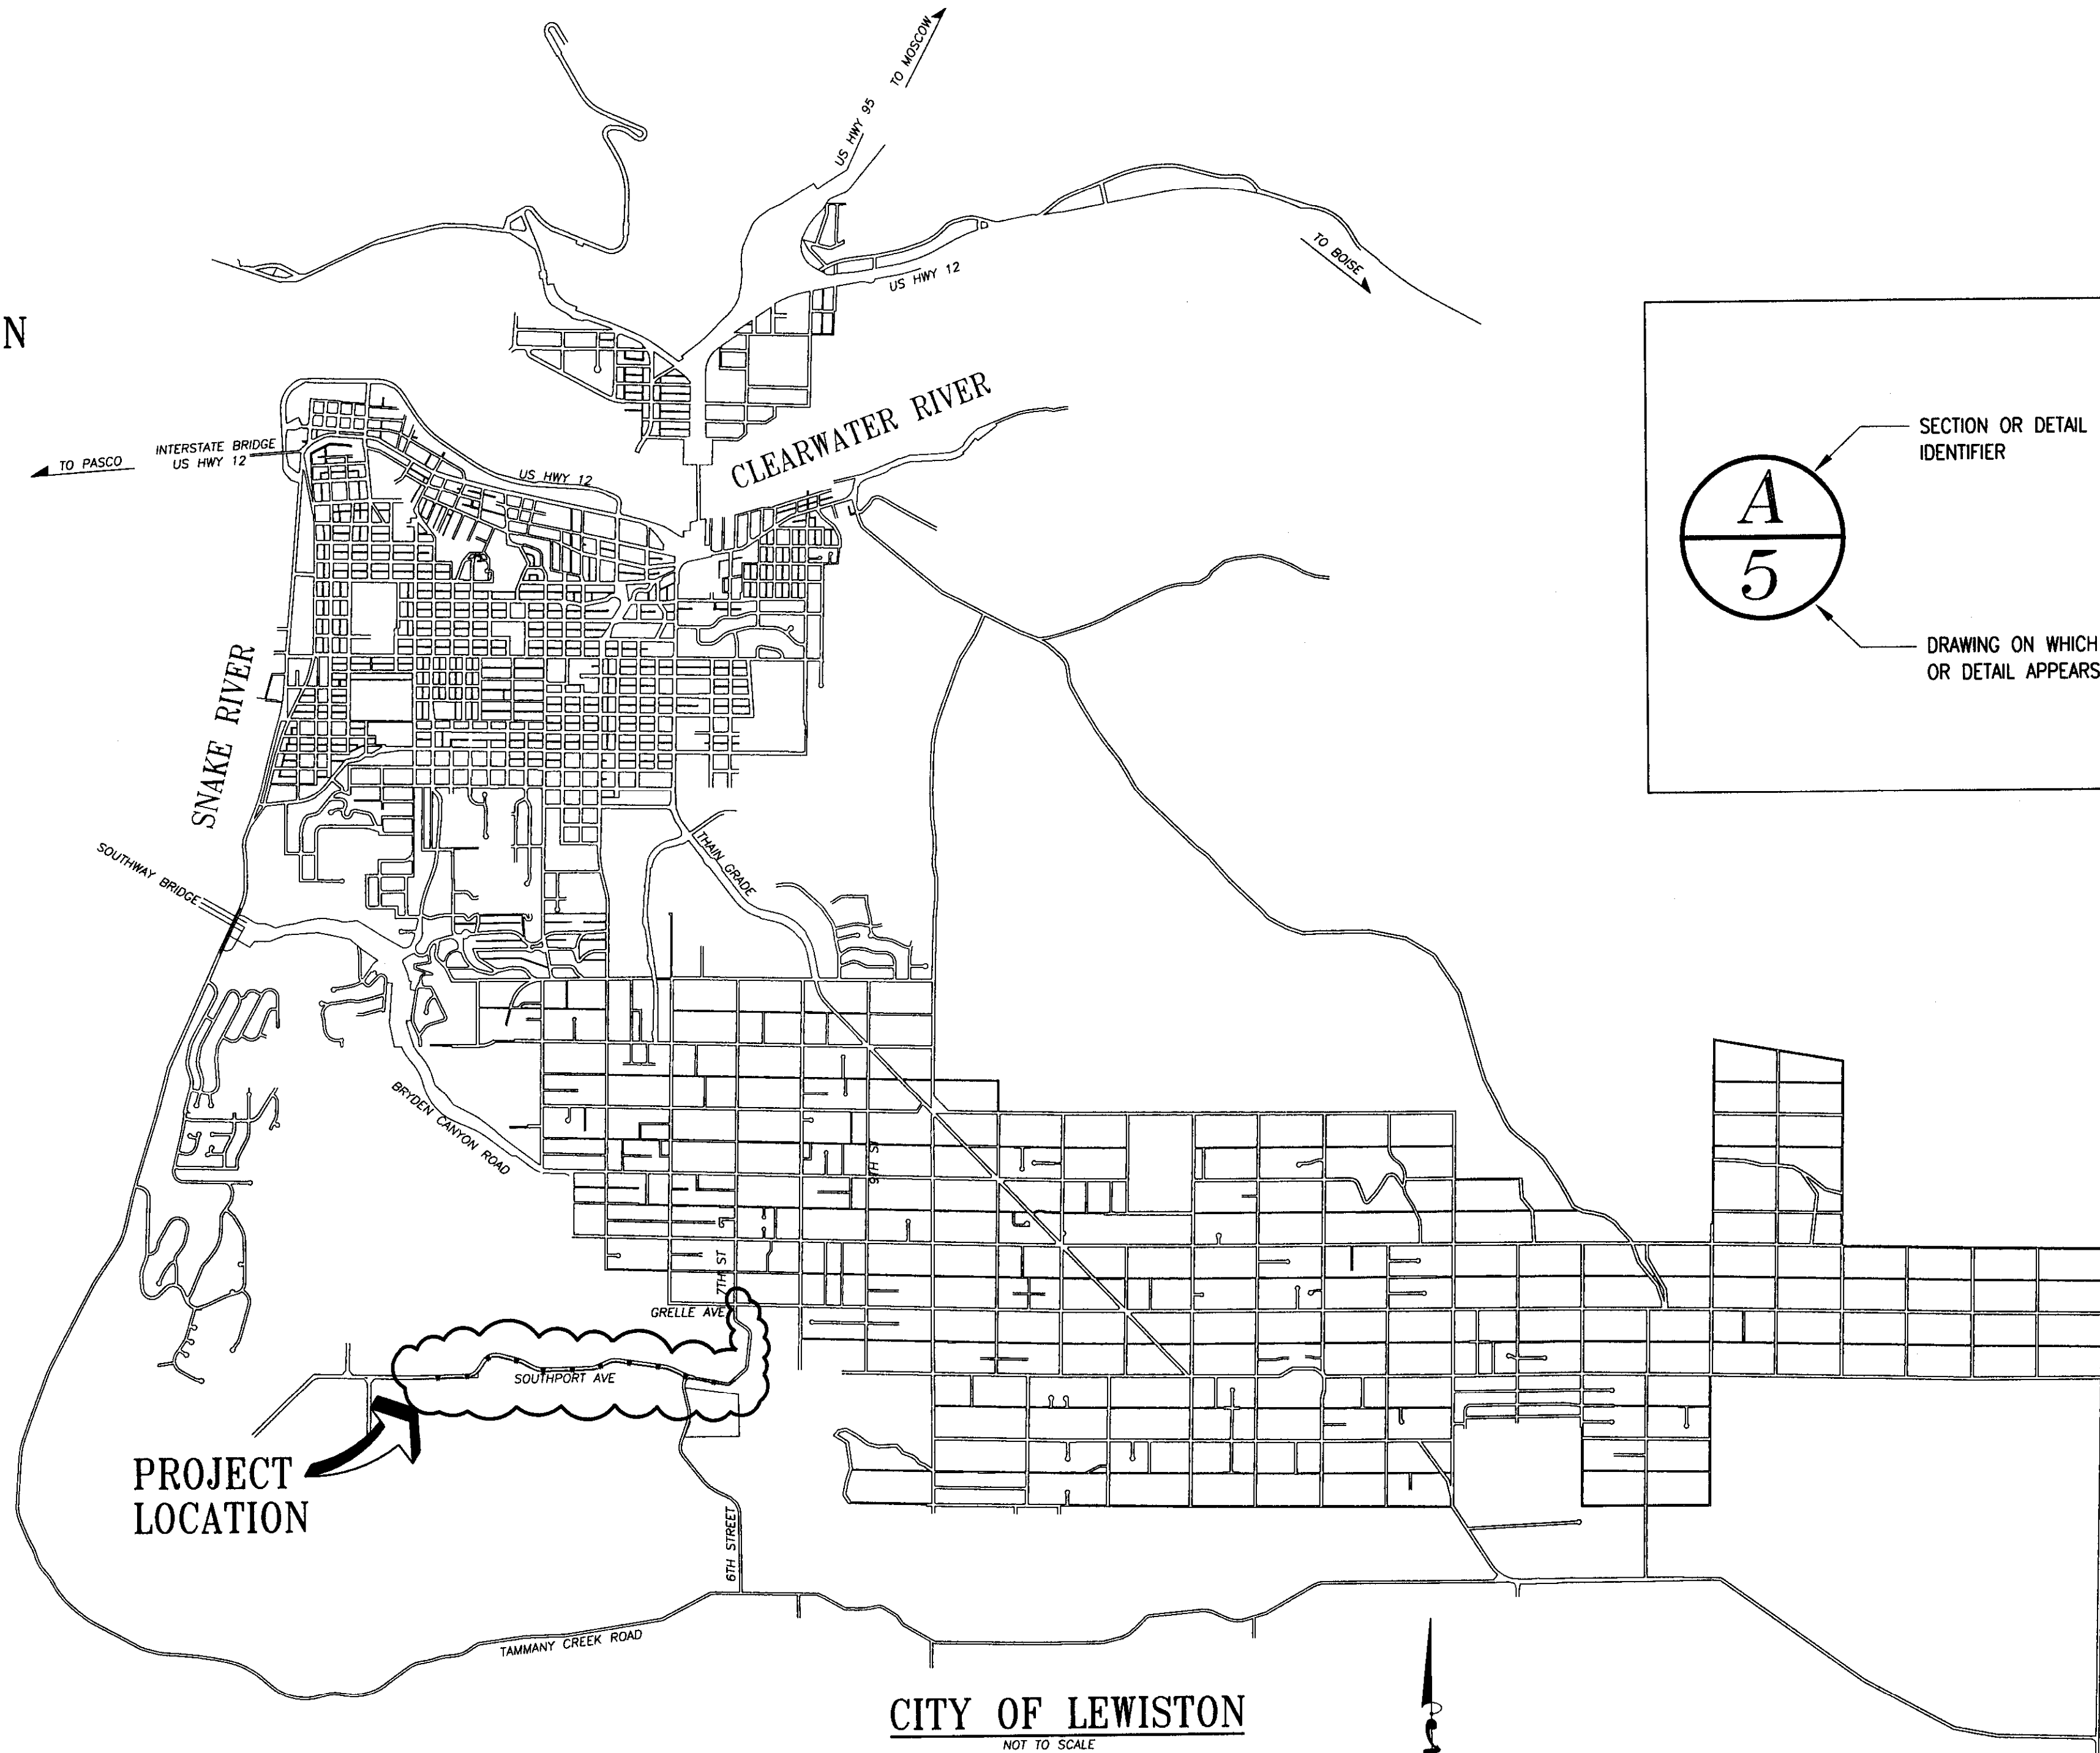 TO MOSCOW
US HWY 95
TO BOISE
US HWY 12
N
CLEARWATER RIVER
INTERSTATE BRIDGE
US HWY 12
TO PASCO
US HWY 12
SECTION OR DETAIL
IDENTIFIER
A
5
DRAWING ON WHICH
OR DETAIL APPEARS
SNAKE RIVER
SOUTHWAY BRIDGE
THAIN GRADE
BRYDEN CANYON ROAD
9TH ST
7TH ST
GRELLE AVE
SOUTHPORT AVE
PROJECT
LOCATION
6TH STREET
TAMMANY CREEK ROAD
CITY OF LEWISTON
NOT TO SCALE